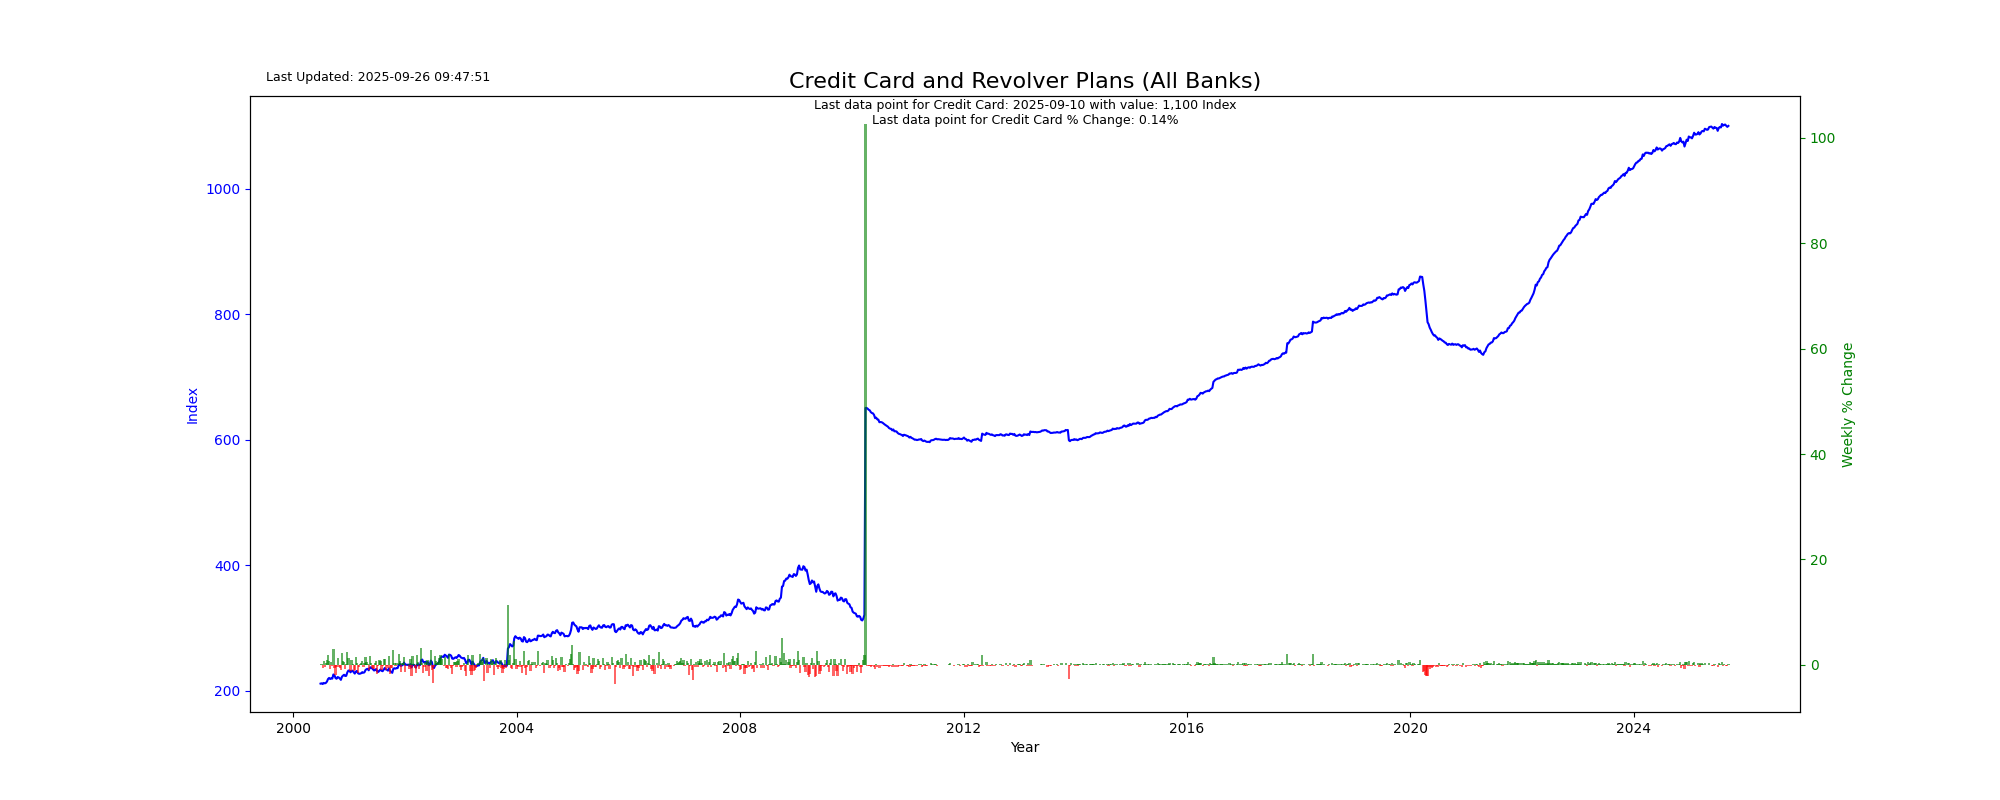 Last Updated: 2025-09-26 09:47:51
Credit Card and Revolver Plans (All Banks)
Last data point for Credit Card: 2025-09-10 with value: 1,100 Index
Last data point for Credit Card % Change: 0.14%
1000
800
600
400
200
Index
100
80
60
40
20
0
Weekly % Change
2000
2004
2008
2012
2016
2020
2024
Year